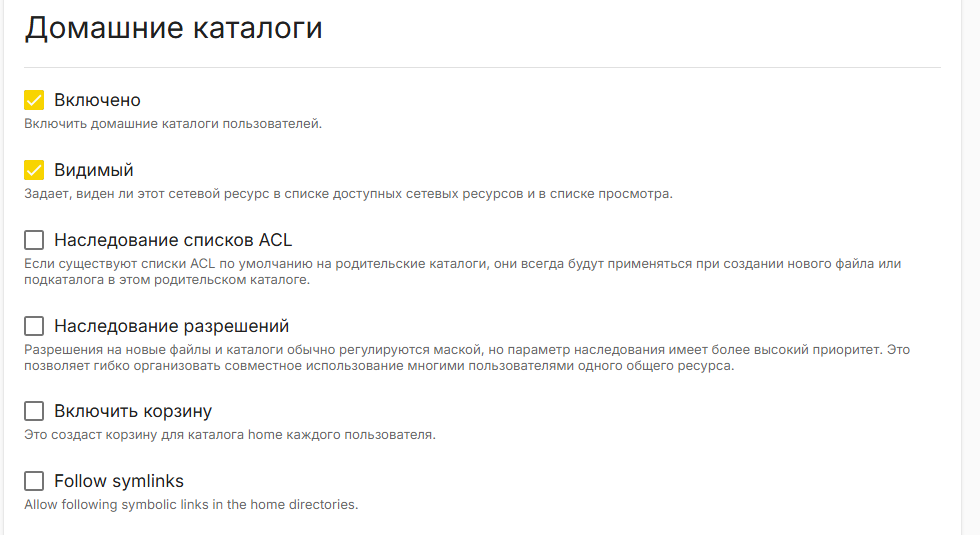 Домашние каталоги
Включено
Включить домашние каталоги пользователей.
Видимый
Задает, виден ли этот сетевой ресурс в списке доступных сетевых ресурсов и в списке просмотра.
Наследование списков ACL
Если существуют списки ACL по умолчанию на родительские каталоги, они всегда будут применяться при создании нового файла или
подкаталога в этом родительском каталоге.
Наследование разрешений
Разрешения на новые файлы и каталоги обычно регулируются маской, но параметр наследования имеет более высокий приоритет. Это
позволяет гибко организовать совместное использование многими пользователями одного общего ресурса.
Включить корзину
Это создаст корзину для каталога home каждого пользователя.
Follow symlinks
Allow following symbolic links in the home directories.